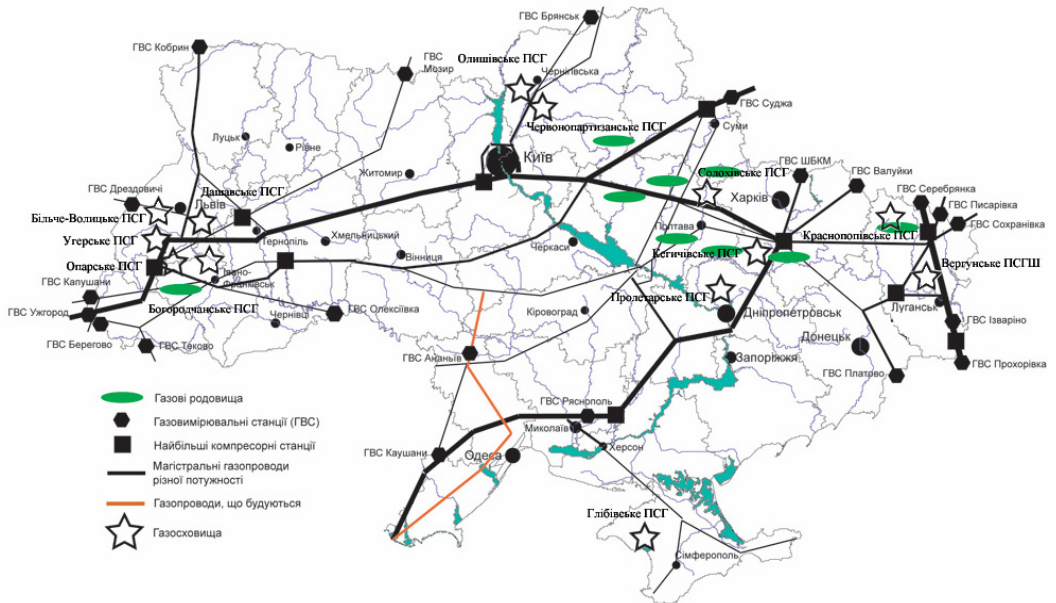 ГВС Брянськ
ГВС Кобрин
ГВС
Мозир
Олишівське ПСГ
Чернігівська
ГВС Суджа
Червонопартизанське ПСГ
Суми
Луцьк
Рівне
Київ
Житомир
Солохівське ПСГ
ГВС ШБКМ
ГВС Валуйки
Харків
ГВС Дрездовичі
Дашавське ПСГ
Львів
ГВС Серебрянка
ГВС Писарівка
ГВС Сохранівка
Більче-Волицьке ПСГ
Угерське ПСГ
Тернопіль
Хмельницький
Вінниця
Черкаси
Полтава
Кегичівське ПСГ
Краснопопівське ПСГ
Вергунське ПСГШ
Опарське ПСГ
Івано-
Франківськ
ГВС Капушани
Богородчанське ПСГ
ГВС Олексіївка
Пролетарське ПСГ
Луганськ
ГВС Ужгород
Чернівці
Кіровоград
Дніпропетровськ
ГВС Ізваріно
ГВС Берегово
ГВС Теково
Донецьк
ГВС Ананьїв
Запоріжжя
ГВС Платово
ГВС Прохорівка
Газові родовища
Газовимірювальні станції (ГВС)
Найбільші компресорні станції
Магістральні газопроводи
різної потужності
Газопроводи, що будуються
Газосховища
ГВС Ряснопол
Миколаїв
Херсон
ГВС Каушани
Одеса
Глібівське ПСГ
Сімферополь